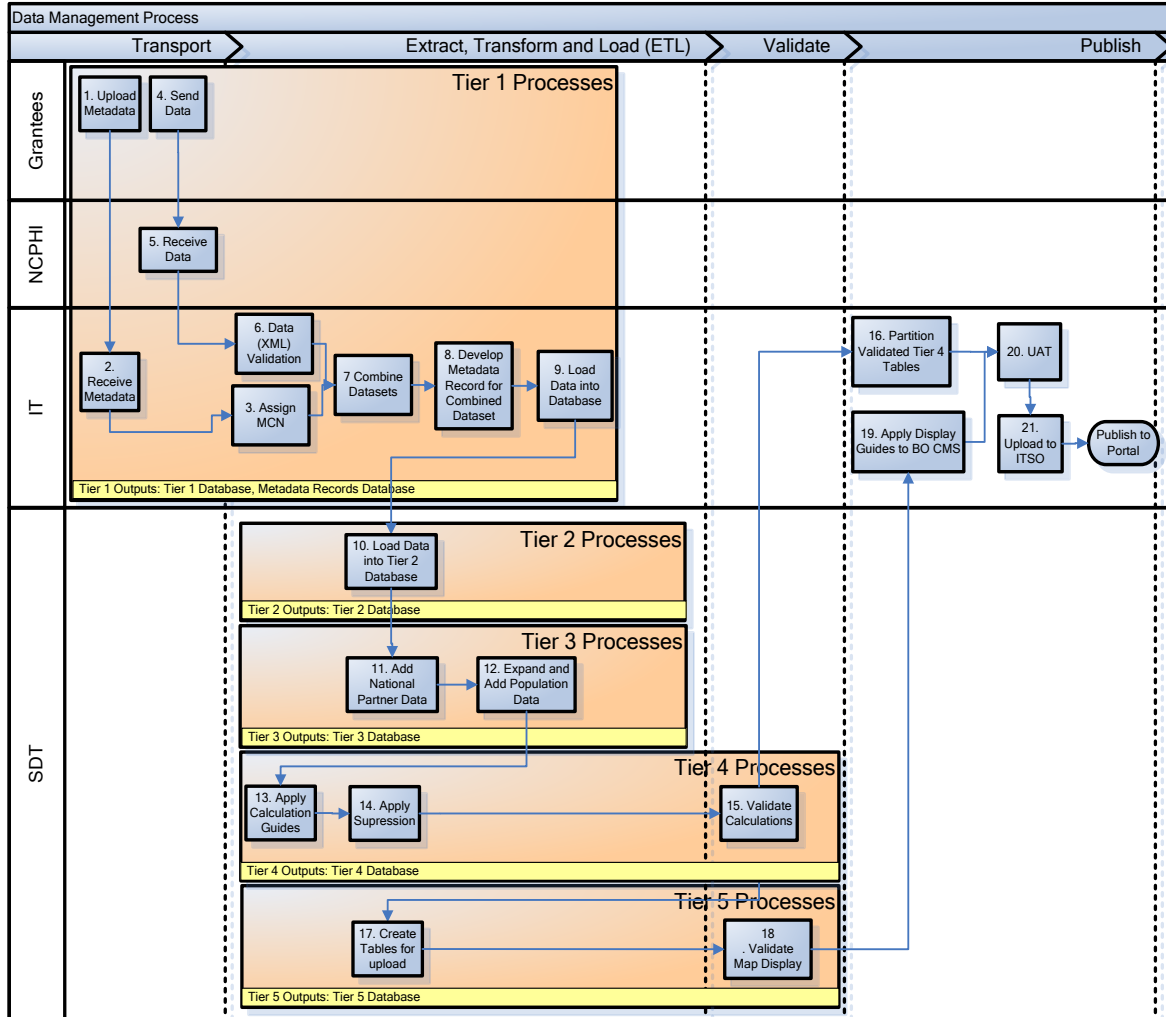 Data Management Process
Transport
Extract, Transform and Load (ETL)
Validate
Publish
Grantees
Tier 1 Processes
1. Upload
Metadata
4. Send
Data
NCPHI
5. Receive
Data
IT
2.
Receive
Metadata
6. Data
(XML)
Validation
3. Assign
MCN
7 Combine
Datasets
8. Develop
Metadata
Record for
Combined
Dataset
9. Load
Data into
Database
Tier 1 Outputs: Tier 1 Database, Metadata Records Database
16. Partition
Validated Tier 4
Tables
20. UAT
19. Apply Display
Guides to BO CMS
21.
Upload to
ITSO
Publish to
Portal
SDT
Tier 2 Processes
10. Load Data
into Tier 2
Database
Tier 2 Outputs: Tier 2 Database
Tier 3 Processes
11. Add
National
Partner Data
12. Expand and
Add Population
Data
Tier 3 Outputs: Tier 3 Database
Tier 4 Processes
13. Apply
Calculation
Guides
14. Apply
Supression
15. Validate
Calculations
Tier 4 Outputs: Tier 4 Database
Tier 5 Processes
17. Create
Tables for
upload
18
. Validate
Map Display
Tier 5 Outputs: Tier 5 Database